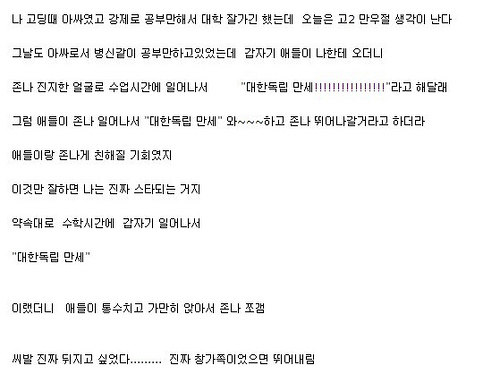 나 고딩때 아싸였고 강제로 공부만해서 대학 잘가긴 했는데 오늘은 고2 만우절 생각이 난다
그날도 아싸로서 병신같이 공부만하고있었는데 갑자기 애들이 나한테 오더니
존나 진지한 얼굴로 수업시간에 일어나서 "대한독립 만세!!!!!!!!!!!!!!!!"라고 해달래
그럼 애들이 존나 일어나서 "대한독립 만세" 와~~~하고 존나 뛰어나갈거라고 하더라
애들이랑 존나게 친해질 기회였지
이것만 잘하면 나는 진짜 스타되는 거지
약속대로 수학시간에 갑자기 일어나서
"대한독립 만세"
이랬더니 애들이 통수치고 가만히 앉아서 존나 쪼갬
씨발 진짜 뒤지고 싶었다......... 진짜 창가쪽이었으면 뛰어내림